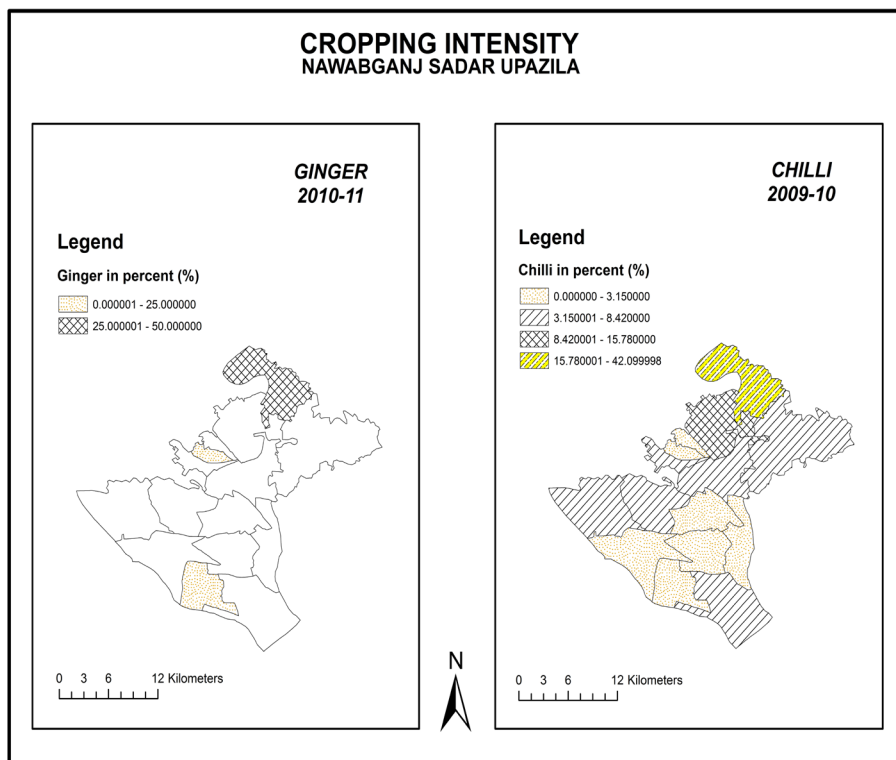 CROPPING INTENSITY
NAWABGANJ SADAR UPAZILA
GINGER
2010-11
Legend
Ginger in percent (%)
0.000001 - 25.000000
25.000001 - 50.000000
0 3 6 12 Kilometers
N
CHILLI
2009-10
Legend
Chilli in percent (%)
0.000000 - 3.150000
3.150001 - 8.420000
8.420001 - 15.780000
15.780001 - 42.099998
0 3 6 12 Kilometers